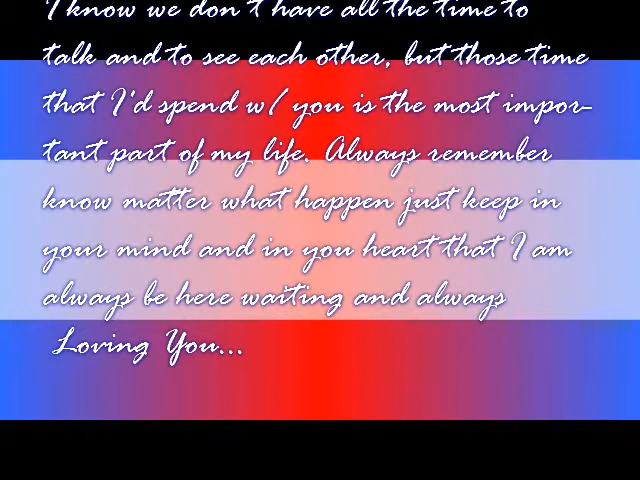 I know we don't have all the time to
talk and to see each other, but those time
that I'd spend w/ you is the most impor-
tant part of my life. Always remember
know matter what happen just keep in
your mind and in you heart that I am
always be here waiting and always
Loving You...